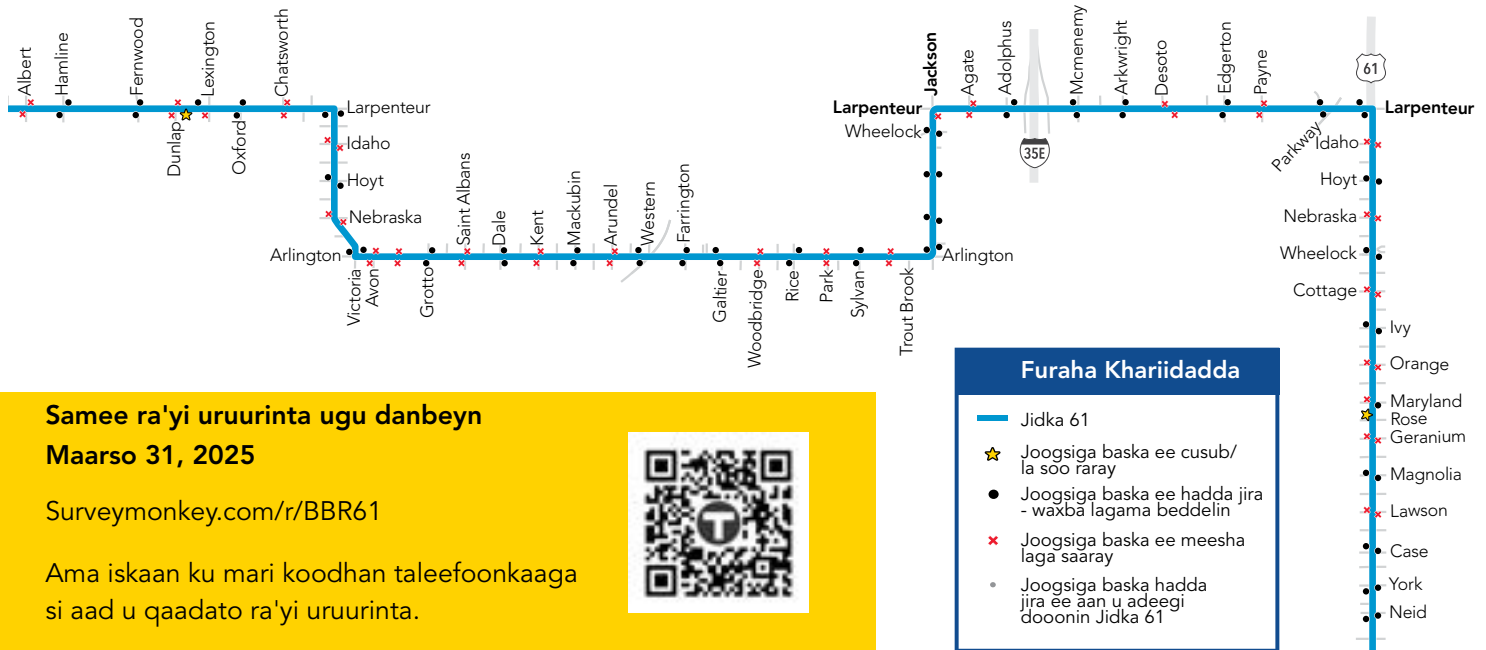 Albert
Hamline
Fernwood
Lexington
Chatsworth
Dunlap
Oxford
Larpenteur
Idaho
Hoyt
Nebraska
Arlington
Victoria
Avon
Grotto
Saint Albans
Dale
Kent
Mackubin
Arundel
Western
Farrington
Galtier
Woodbridge
Rice
Park
Sylvan
Trout Brook
Arlington
Wheelock
Larpenteur
Jackson
Agate
Adolphus
35E
Mcmenemy
Arkwright
Desoto
Edgerton
Payne
Parkway
61
Larpenteur
Idaho
Hoyt
Nebraska
Wheelock
Cottage
Ivy
Orange
Maryland
Rose
Geranium
Magnolia
Lawson
Case
York
Neid
Samee ra'yi uruurinta ugu danbeyn
Maarso 31, 2025
Surveymonkey.com/r/BBR61
Ama iskaan ku mari koodhan taleefoonkaaga
si aad u qaadato ra'yi uruurinta.
T
Furaha Khariidadda
Jidka 61
Joogsiga baska ee cusub/
la soo raray
Joogsiga baska ee hadda jira
- waxba lagama beddelin
Joogsiga baska ee meesha
laga saaray
Joogsiga baska hadda
jira ee aan u adeegi
dooonin Jidka 61